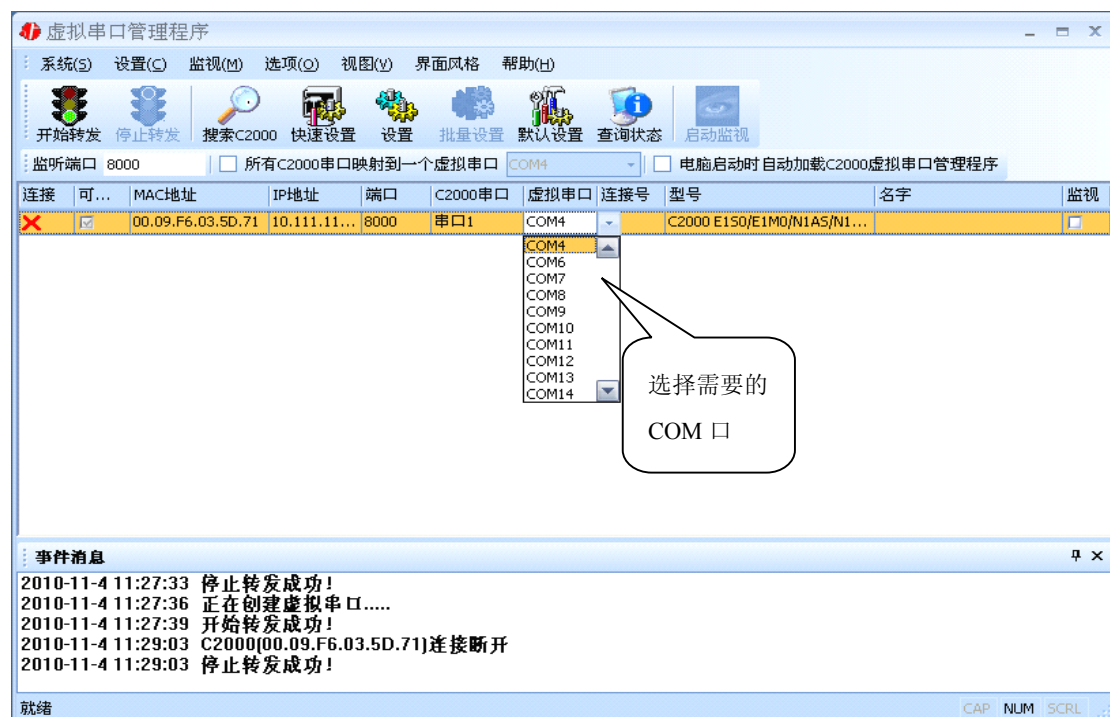 虚拟串口管理程序
系统(S) 设置(C) 监视(M) 选项(O) 视图(V) 界面风格 帮助(H)
开始转发 停止转发 搜索C2000 快速设置 设置 批量设置 默认设置 查询状态 启动监视
监听端口 8000 所有C2000串口映射到一个虚拟串口 COM4 电脑启动时自动加载C2000虚拟串口管理程序
连接 可... MAC地址 IP地址 端口 C2000串口 虚拟串口 连接号 型号 名字 监视
00.09.F6.03.5D.71 10.111.11... 8000 串口1 COM4 C2000 E1S0/E1M0/N1AS/N1...
COM4
COM6
COM7
COM8
COM9
COM10
COM11
COM12
COM13
COM14
选择需要的
COM 口
事件消息
2010-11-4 11:27:33 停止转发成功!
2010-11-4 11:27:36 正在创建虚拟串口.....
2010-11-4 11:27:39 开始转发成功!
2010-11-4 11:29:03 C2000(00.09.F6.03.5D.71)连接断开
2010-11-4 11:29:03 停止转发成功!
就绪 CAP NUM SCRL